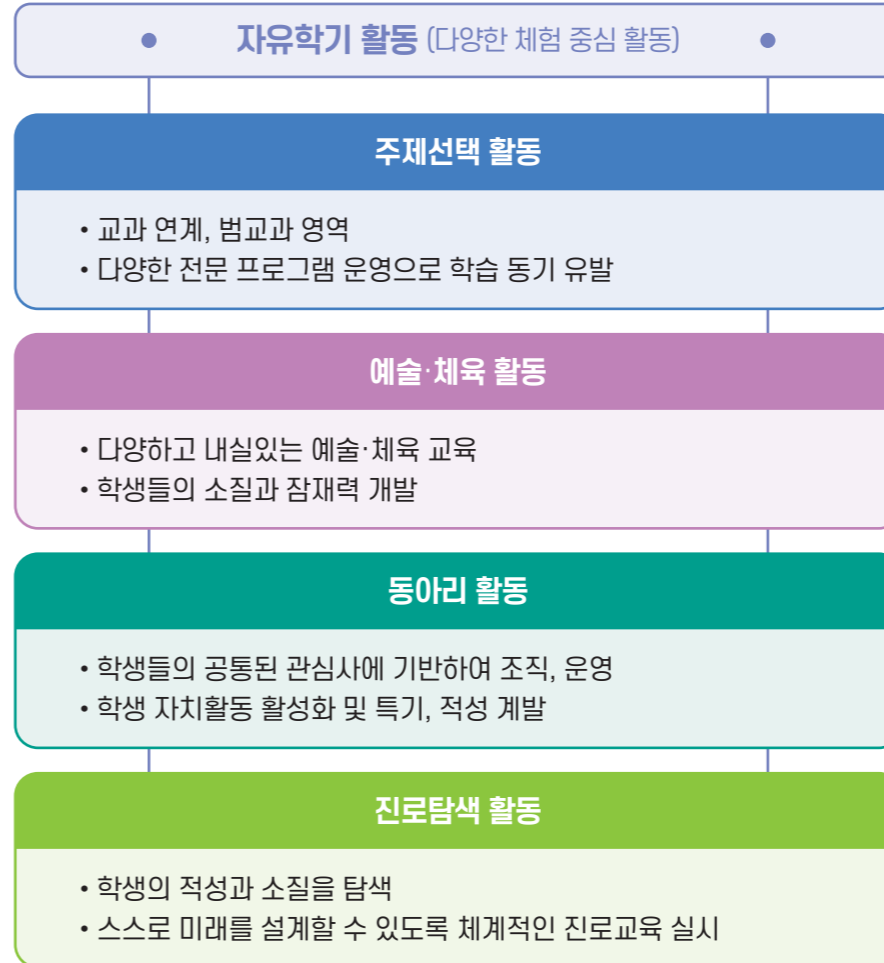 자유학기 활동 (다양한 체험 중심 활동)
주제선택 활동
• 교과 연계, 범교과 영역
• 다양한 전문 프로그램 운영으로 학습 동기 유발
예술·체육 활동
• 다양하고 내실있는 예술·체육 교육
• 학생들의 소질과 잠재력 개발
동아리 활동
• 학생들의 공통된 관심사에 기반하여 조직, 운영
• 학생 자치활동 활성화 및 특기, 적성 계발
진로탐색 활동
• 학생의 적성과 소질을 탐색
• 스스로 미래를 설계할 수 있도록 체계적인 진로교육 실시